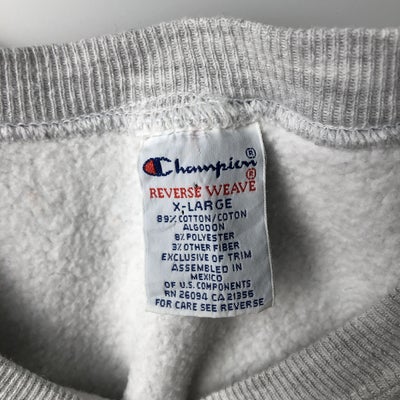 Champion®
REVERSE WEAVE®
X-LARGE
89% COTTON/COTON
ALGODON
8% POLYESTER
3% OTHER FIBER
EXCLUSIVE OF TRIM
ASSEMBLED IN
MEXICO
OF U.S. COMPONENTS
RN 26094 CA 21356
FOR CARE SEE REVERSE